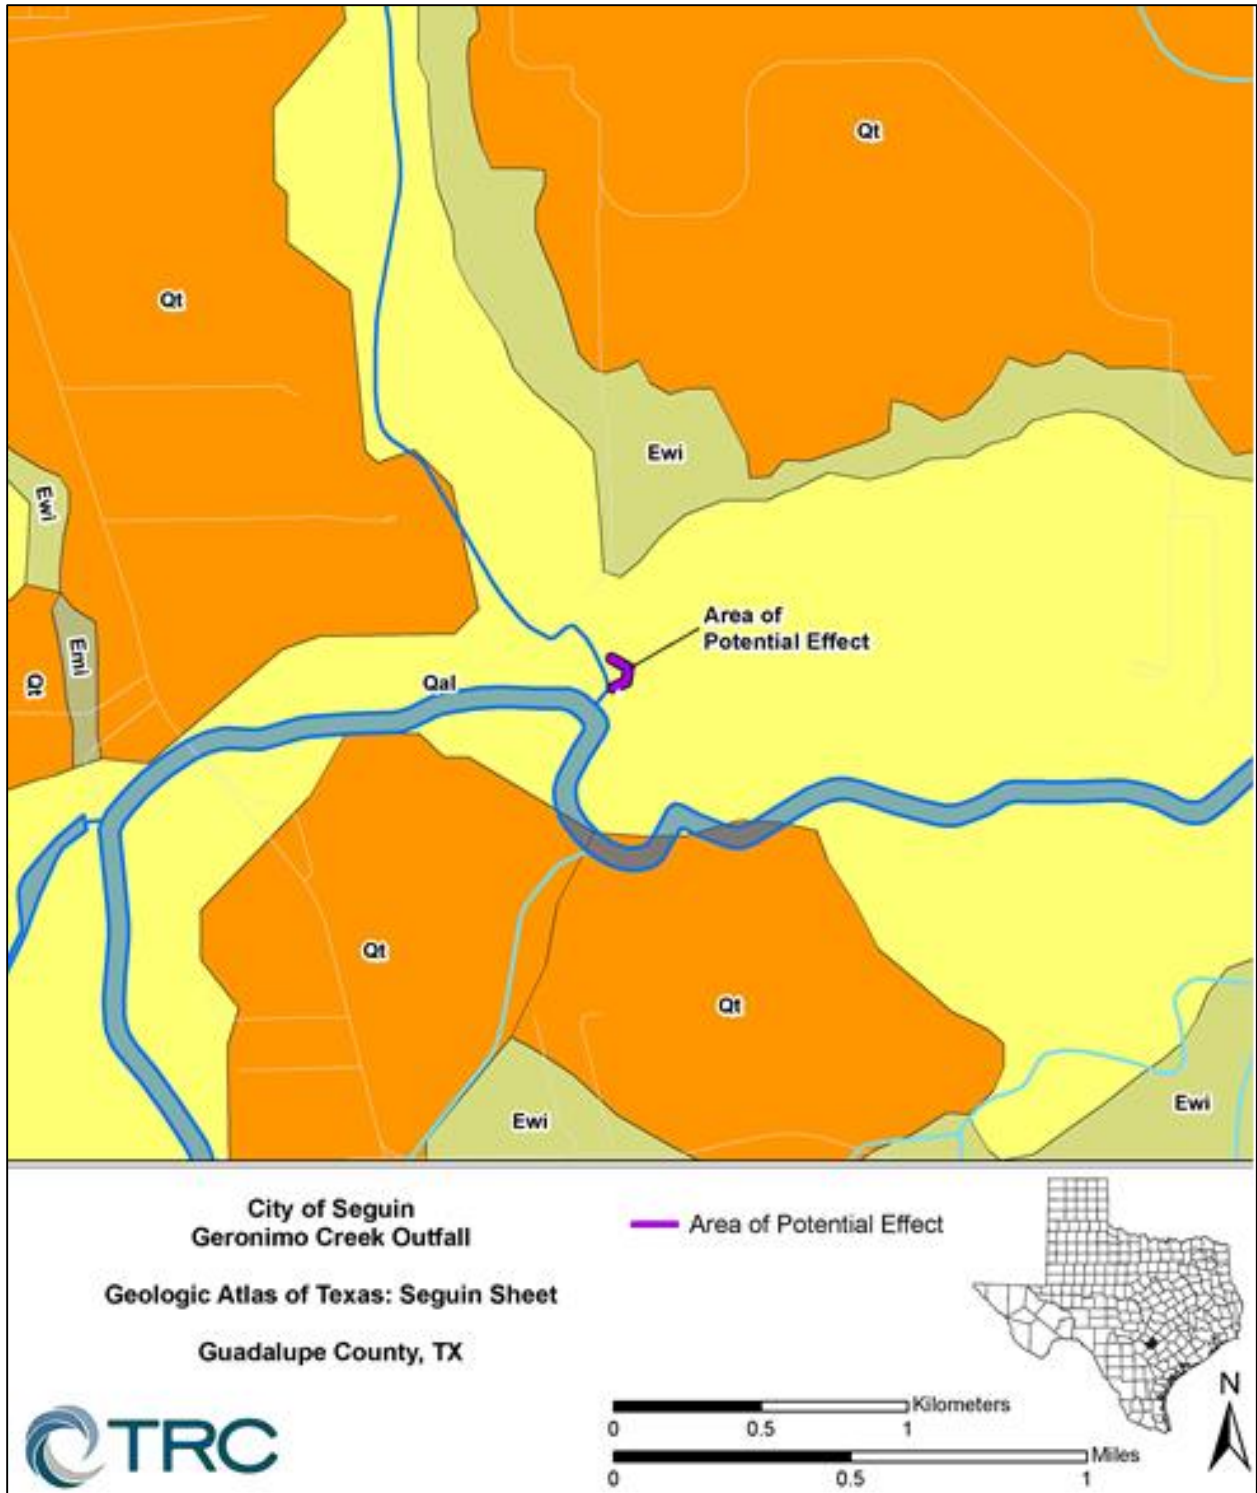 Qt
Qt
Ewi
Ewi
Emi
Qt
Area of
Potential Effect
Qal
Qt
Qt
Ewi
Ewi
City of Seguin
Geronimo Creek Outfall
Geologic Atlas of Texas: Seguin Sheet
Guadalupe County, TX
TRC
Area of Potential Effect
N
Kilometers
0 0.5 1
Miles
0 0.5 1